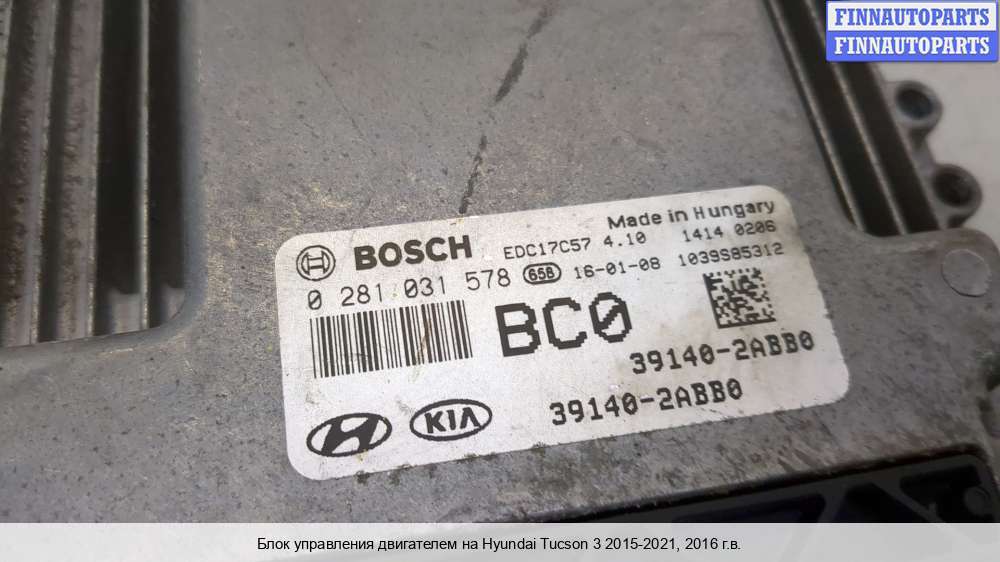 FINNAUTOPARTS
FINNAUTOPARTS
Made in Hungary
BOSCH EDC17C57 4.10 1414 0206
0 281 031 578 65B 16-01-08 1039S85312
BC0
39140-2ABB0
KIA 39140-2ABB0
Блок управления двигателем на Hyundai Tucson 3 2015-2021, 2016 г.в.